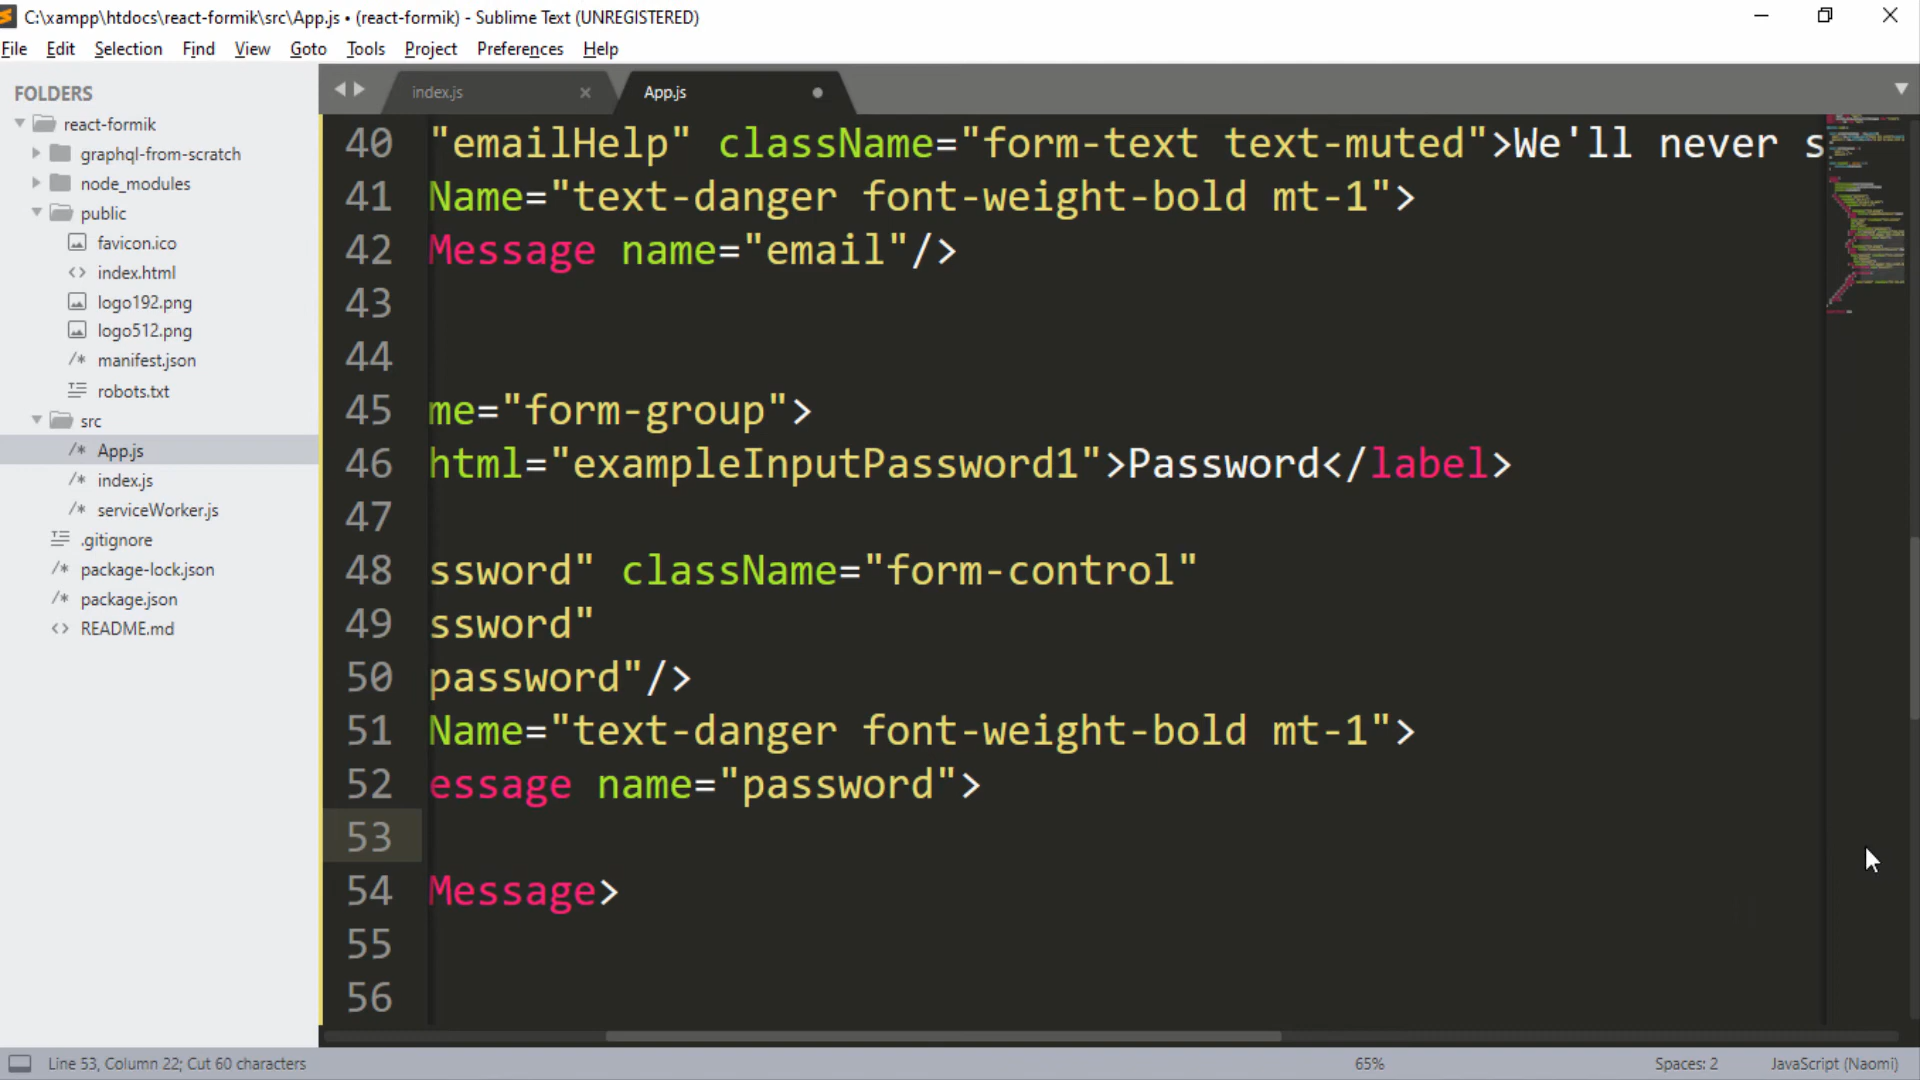 C:\xampp\htdocs\react-formik\src\App.js • (react-formik) - Sublime Text (UNREGISTERED)
File Edit Selection Find View Goto Tools Project Preferences Help
FOLDERS
react-formik
graphql-from-scratch
node_modules
public
favicon.ico
<> index.html
logo192.png
logo512.png
/* manifest.json
robots.txt
src
/* App.js
/* index.js
/* serviceWorker.js
.gitignore
/* package-lock.json
/* package.json
<> README.md
index.js
App.js
40 "emailHelp" className="form-text text-muted">We'll never s
41 Name="text-danger font-weight-bold mt-1">
42 Message name="email"/>
43
44
45 me="form-group">
46 html="exampleInputPassword1">Password</label>
47
48 ssword" className="form-control"
49 ssword"
50 password"/>
51 Name="text-danger font-weight-bold mt-1">
52 essage name="password">
53
54 Message>
55
56
Line 53, Column 22; Cut 60 characters
65%
Spaces: 2
JavaScript (Naomi)